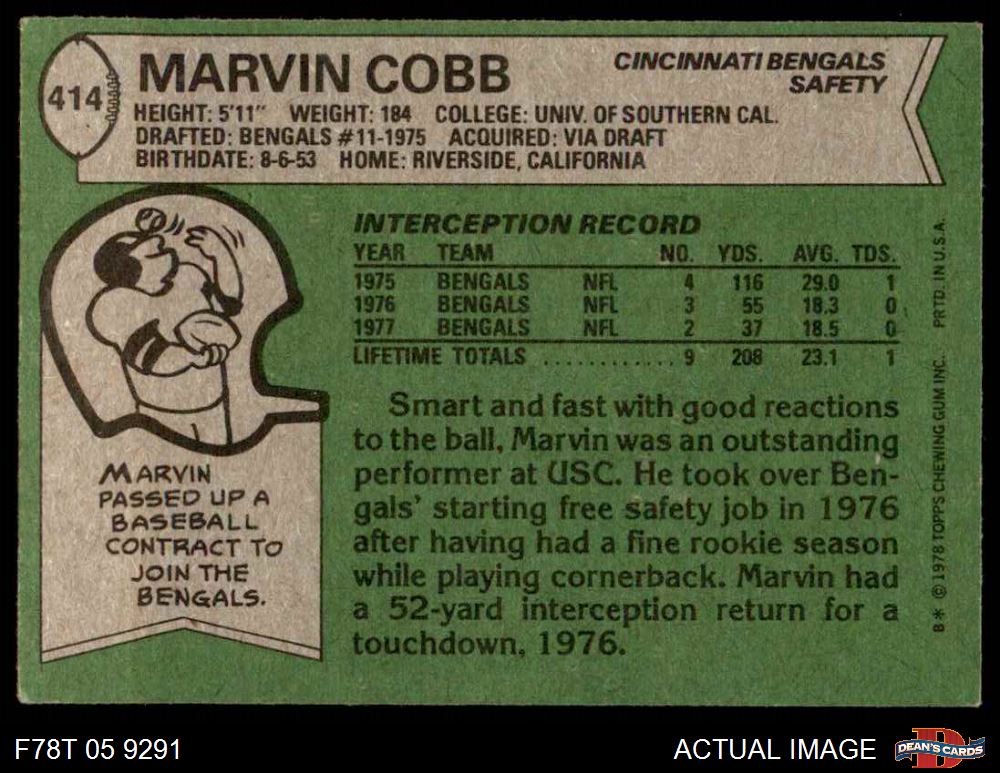 414
MARVIN COBB
CINCINNATI BENGALS
SAFETY
HEIGHT: 5'11" WEIGHT: 184 COLLEGE: UNIV. OF SOUTHERN CAL.
DRAFTED: BENGALS #11-1975 ACQUIRED: VIA DRAFT
BIRTHDATE: 8-6-53 HOME: RIVERSIDE, CALIFORNIA
INTERCEPTION RECORD
YEAR TEAM NO. YDS. AVG. TDS.
1975 BENGALS NFL 4 116 29.0 1
1976 BENGALS NFL 3 55 18.3 0
1977 BENGALS NFL 2 37 18.5 0
LIFETIME TOTALS ............ 9 208 23.1 1
Smart and fast with good reactions
to the ball, Marvin was an outstanding
performer at USC. He took over Ben-
gals' starting free safety job in 1976
after having had a fine rookie season
while playing cornerback. Marvin had
a 52-yard interception return for a
touchdown, 1976.
MARVIN
PASSED UP A
BASEBALL
CONTRACT TO
JOIN THE
BENGALS.
B* © 1978 TOPPS CHEWING GUM INC. PRTD. IN U.S.A.
F78T 05 9291
ACTUAL IMAGE
D
DEAN'S CARDS